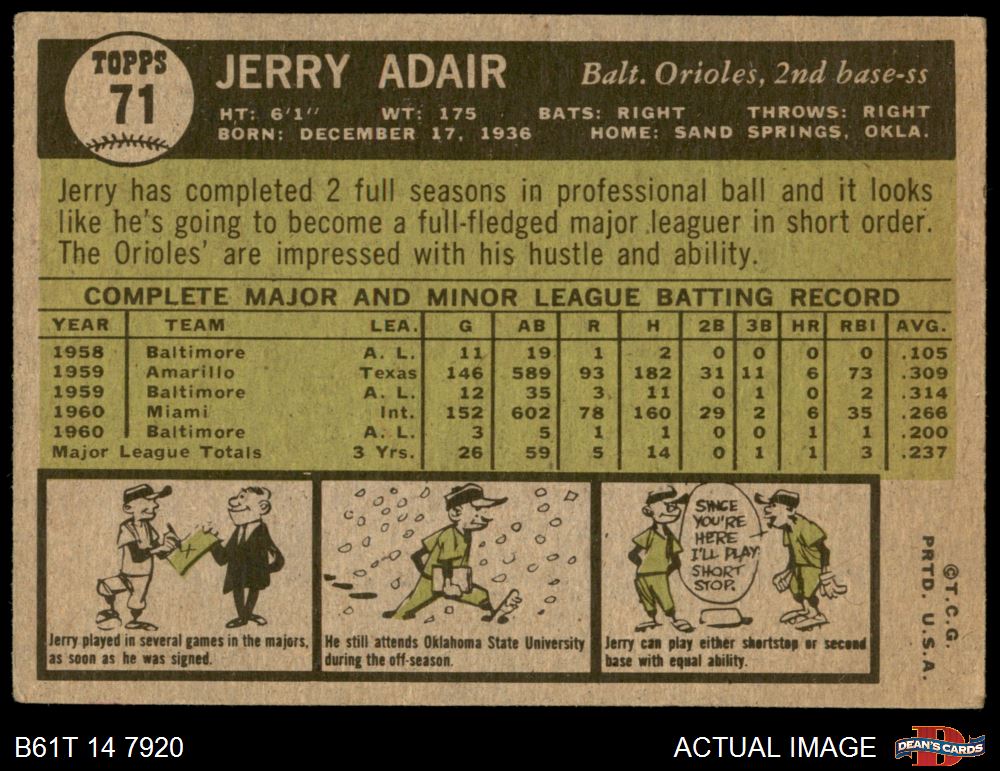 TOPPS
71
JERRY ADAIR
Balt. Orioles, 2nd base-ss
HT: 6'1" WT: 175 BATS: RIGHT THROWS: RIGHT
BORN: DECEMBER 17, 1936 HOME: SAND SPRINGS, OKLA.
Jerry has completed 2 full seasons in professional ball and it looks
like he's going to become a full-fledged major leaguer in short order.
The Orioles' are impressed with his hustle and ability.
COMPLETE MAJOR AND MINOR LEAGUE BATTING RECORD
YEAR TEAM LEA. G AB R H 2B 3B HR RBI AVG.
1958 Baltimore A. L. 11 19 1 2 0 0 0 0 .105
1959 Amarillo Texas 146 589 93 182 31 11 6 73 .309
1959 Baltimore A. L. 12 35 3 11 0 1 0 2 .314
1960 Miami Int. 152 602 78 160 29 2 6 35 .266
1960 Baltimore A. L. 3 5 1 1 0 0 1 1 .200
Major League Totals 3 Yrs. 26 59 5 14 0 1 1 3 .237
Jerry played in several games in the majors,
as soon as he was signed.
He still attends Oklahoma State University
during the off-season.
SINCE
YOU'RE
HERE
I'LL PLAY
SHORT
STOP.
Jerry can play either shortstop or second
base with equal ability.
©T.C.G.
PRTD. U.S.A.
B61T 14 7920
ACTUAL IMAGE
DEAN'S CARDS